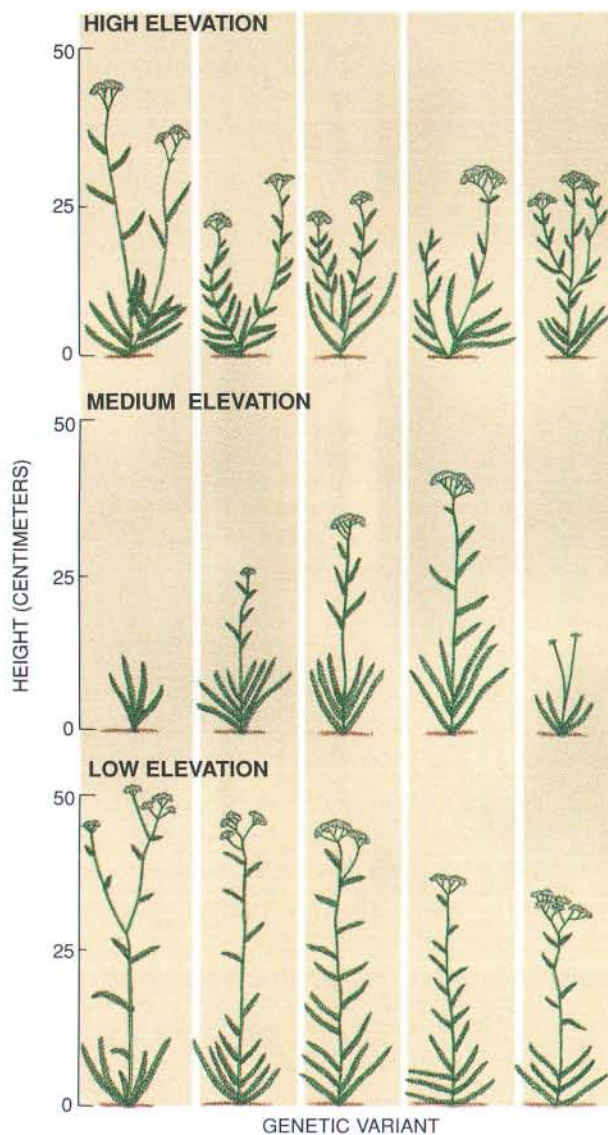 HIGH ELEVATION
50
25
0
MEDIUM ELEVATION
50
25
0
HEIGHT (CENTIMETERS)
LOW ELEVATION
50
25
0
GENETIC VARIANT